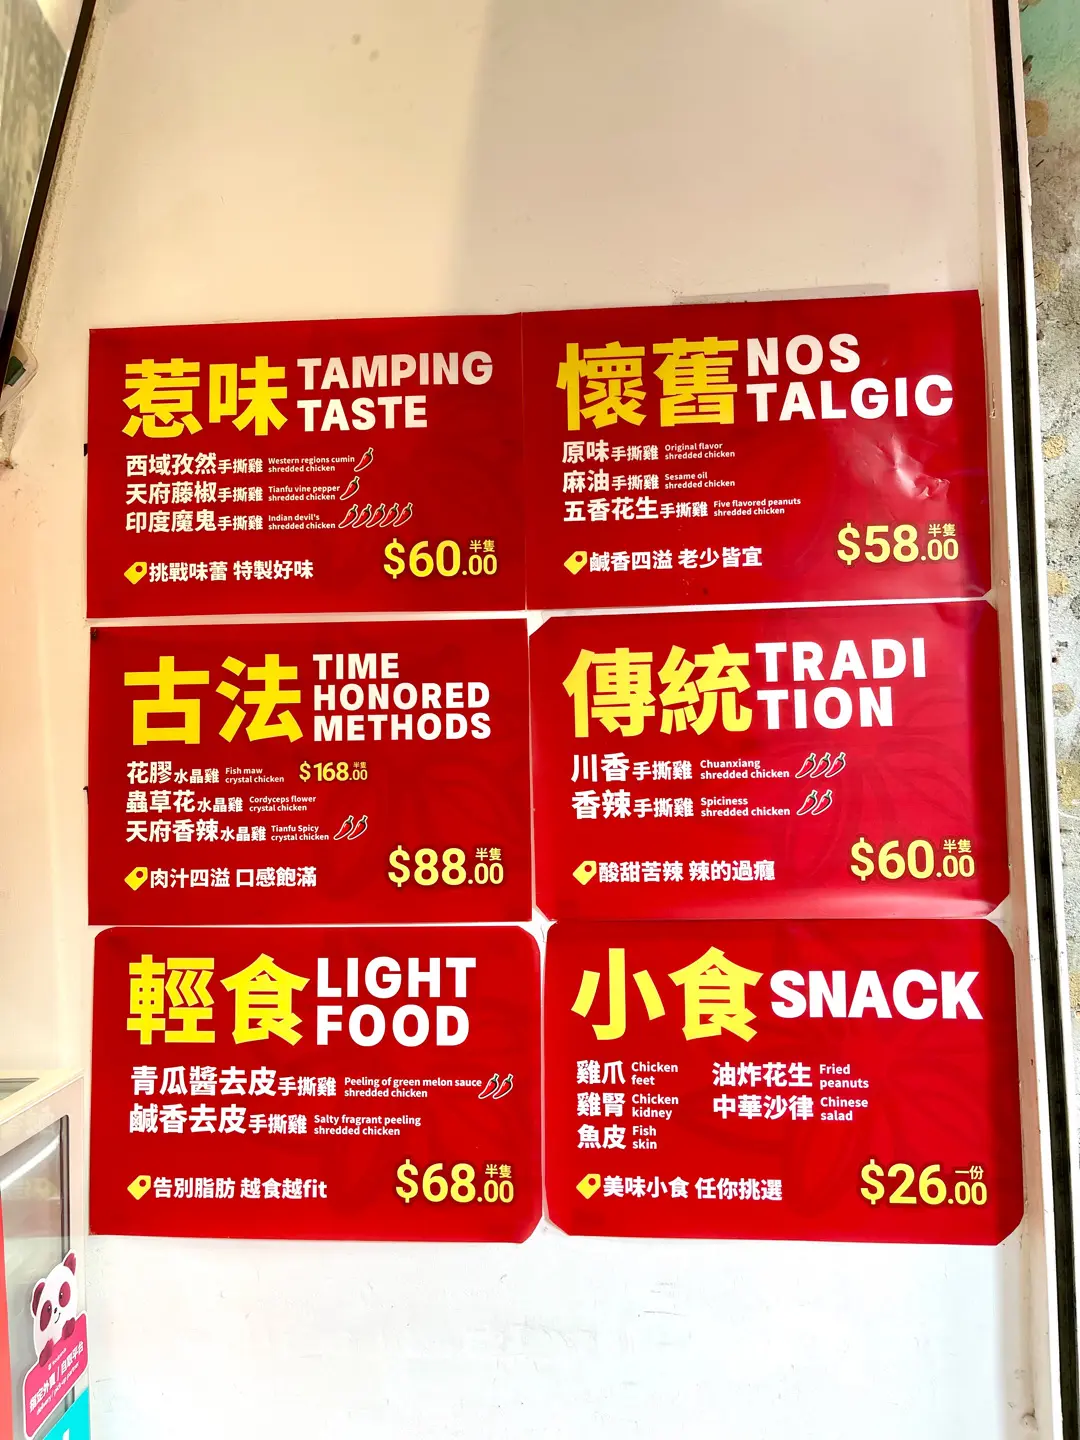 惹味 TAMPING TASTE
西域孜然手撕雞 Western regions cumin shredded chicken
天府藤椒手撕雞 Tianfu vine pepper shredded chicken
印度魔鬼手撕雞 Indian devil's shredded chicken
挑戰味蕾 特製好味
$60.00 半隻
懷舊 NOS TALGIC
原味手撕雞 Original flavor shredded chicken
麻油手撕雞 Sesame oil shredded chicken
五香花生手撕雞 Five flavored peanuts shredded chicken
鹹香四溢 老少皆宜
$58.00 半隻
古法 TIME HONORED METHODS
花膠水晶雞 Fish maw crystal chicken $168.00 半隻
蟲草花水晶雞 Cordyceps flower crystal chicken
天府香辣水晶雞 Tianfu Spicy crystal chicken
肉汁四溢 口感飽滿
$88.00 半隻
傳統 TRADI TION
川香手撕雞 Chuanxiang shredded chicken
香辣手撕雞 Spiciness shredded chicken
酸甜苦辣 辣的過癮
$60.00 半隻
輕食 LIGHT FOOD
青瓜醬去皮手撕雞 Peeling of green melon sauce shredded chicken
鹹香去皮手撕雞 Salty fragrant peeling shredded chicken
告別脂肪 越食越fit
$68.00 半隻
小食 SNACK
雞爪 Chicken feet
雞腎 Chicken kidney
魚皮 Fish skin
油炸花生 Fried peanuts
中華沙律 Chinese salad
美味小食 任你挑選
$26.00 一份